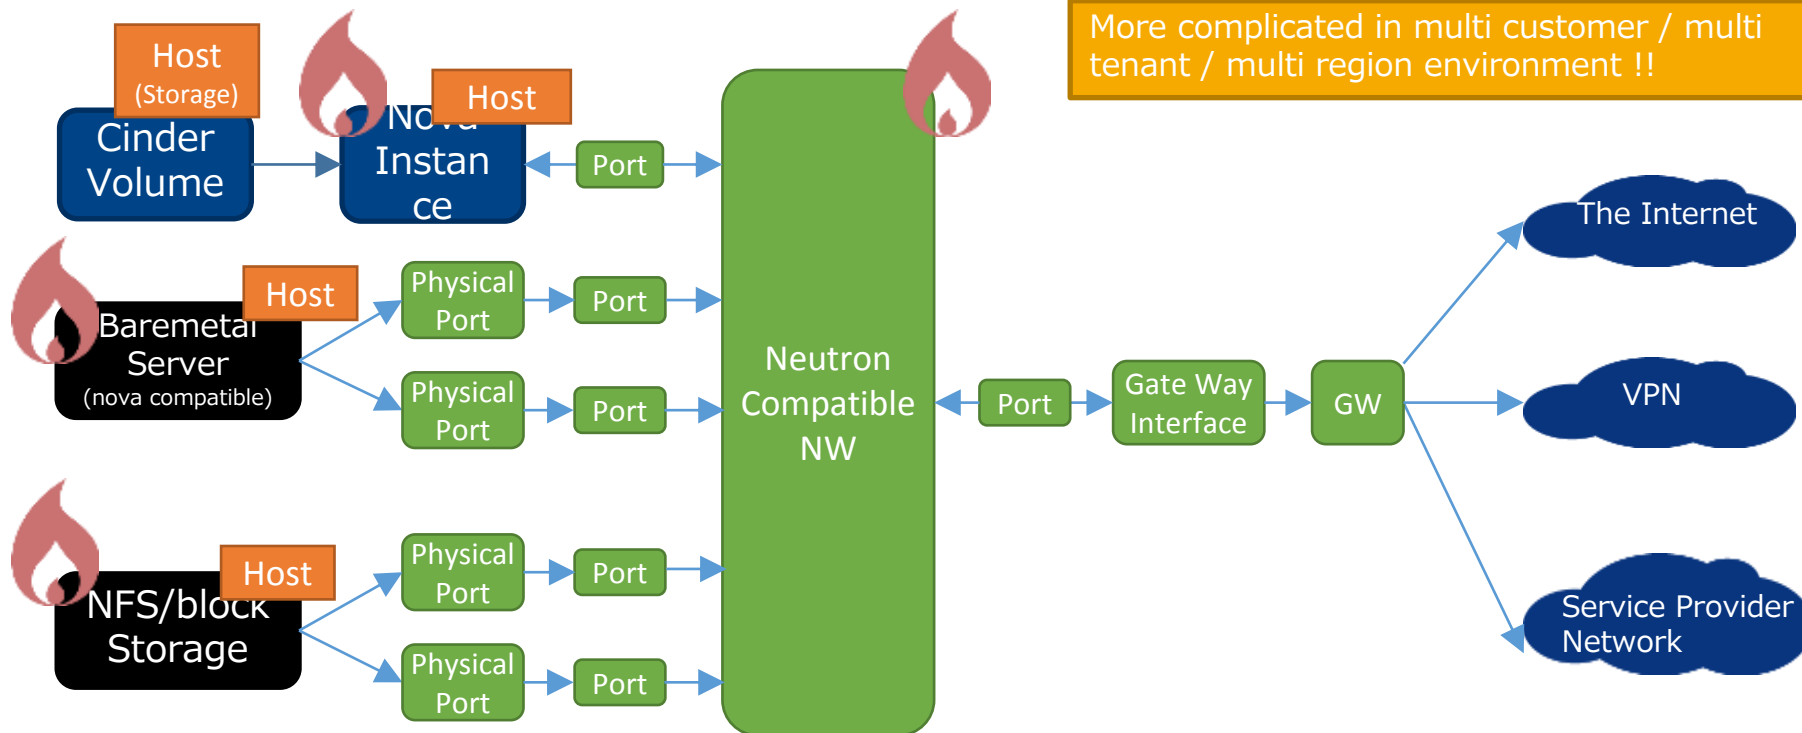 More complicated in multi customer / multi
tenant / multi region environment !!
Host
(Storage)
Cinder
Volume
Host
Nova
Instan
ce
Port
Host
Baremetal
Server
(nova compatible)
Physical
Port
Port
Physical
Port
Port
Host
NFS/block
Storage
Physical
Port
Port
Physical
Port
Port
Neutron
Compatible
NW
Port
Gate Way
Interface
GW
The Internet
VPN
Service Provider
Network